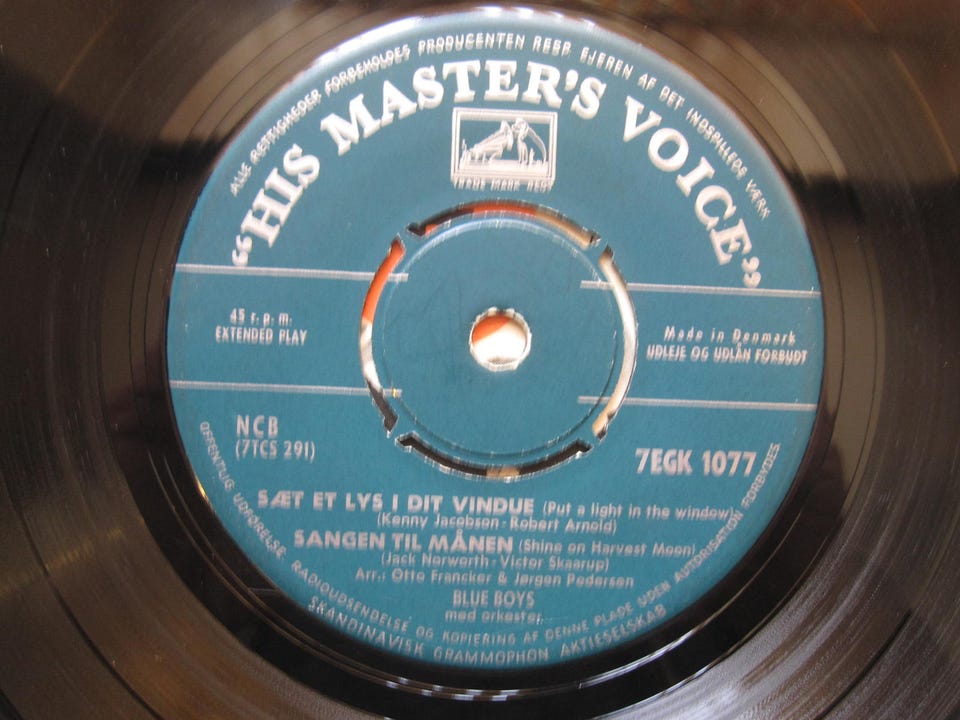 ALLE RETTIGHEDER FORBEHOLDES PRODUCENTEN RESP. EJEREN AF DET INDSPILLEDE VÆRK
"HIS MASTER'S VOICE"
TRADE MARK REG
45 r.p.m.
EXTENDED PLAY
Made in Denmark
UDLEJE OG UDLÅN FORBUDT
NCB
(7TCS 291)
7EGK 1077
SÆT ET LYS I DIT VINDUE (Put a light in the window)
(Kenny Jacobson - Robert Arnold)
SANGEN TIL MÅNEN (Shine on Harvest Moon)
(Jack Norworth - Victor Skaarup)
Arr.: Otto Francker & Jørgen Pedersen
BLUE BOYS
med orkester
OFFENTLIG UDFØRELSE RADIOUDSENDELSE OG KOPIERING AF DENNE PLADE UDEN AUTORISATION FORBYDES
SKANDINAVISK GRAMMOPHON AKTIESELSKAB